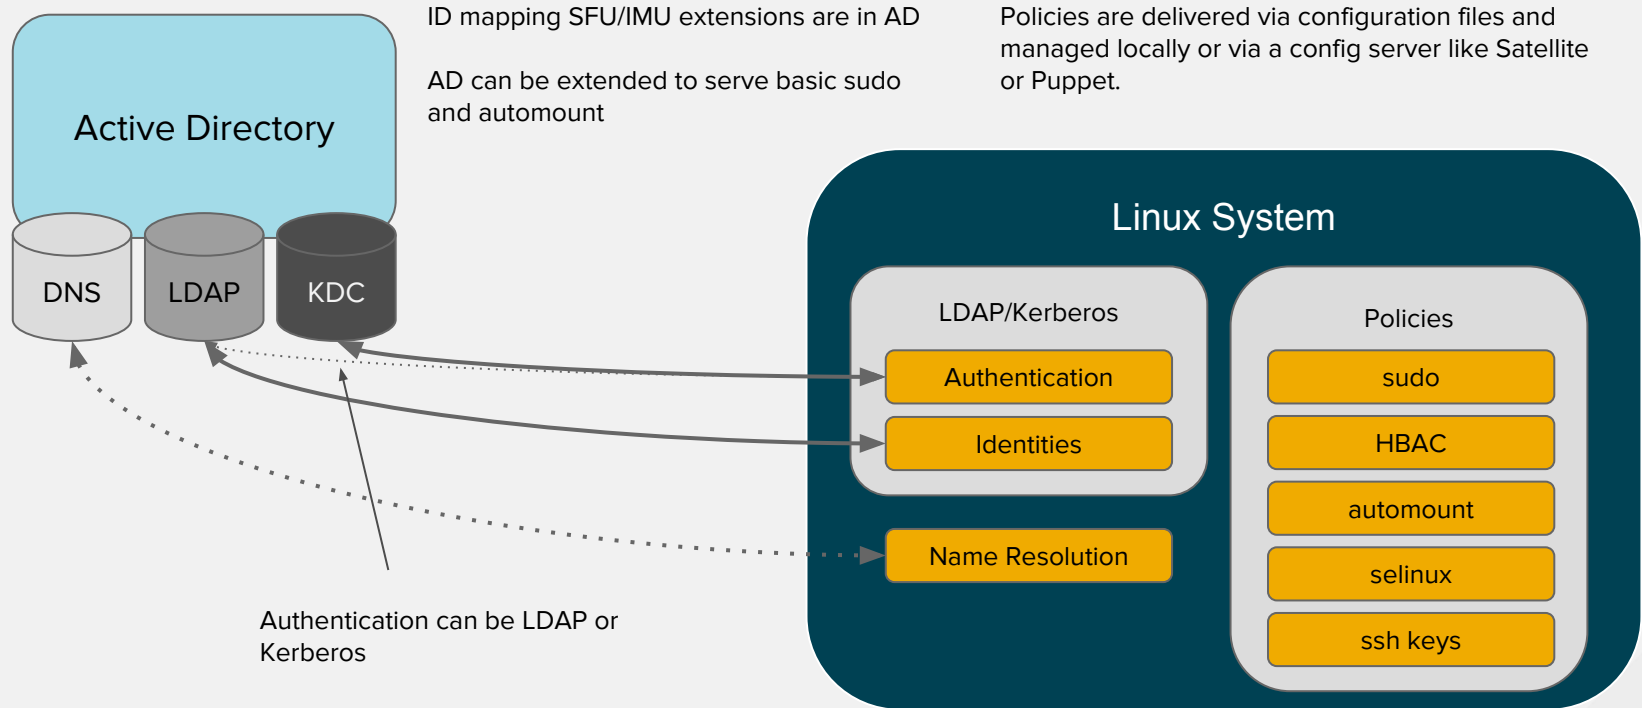 ID mapping SFU/IMU extensions are in AD
AD can be extended to serve basic sudo
and automount
Policies are delivered via configuration files and
managed locally or via a config server like Satellite
or Puppet.
Active Directory
DNS
LDAP
KDC
Linux System
LDAP/Kerberos
Authentication
Identities
Name Resolution
Policies
sudo
HBAC
automount
selinux
ssh keys
Authentication can be LDAP or
Kerberos